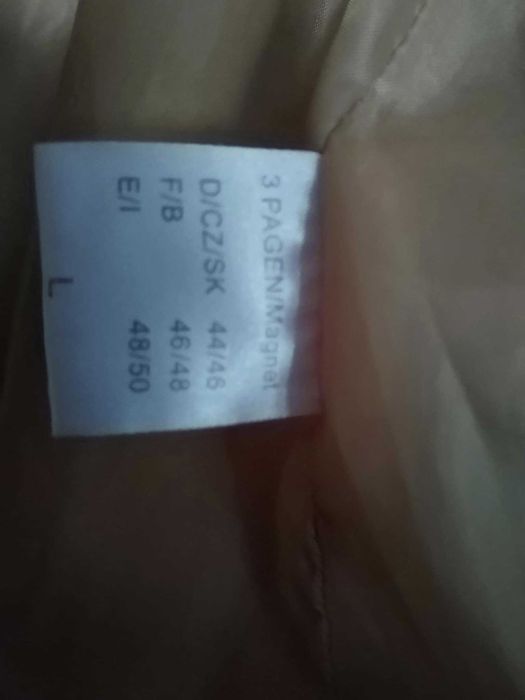 3 PAGEN/Magnet
D/CZ/SK 44/46
F/B 46/48
E/I 48/50
L